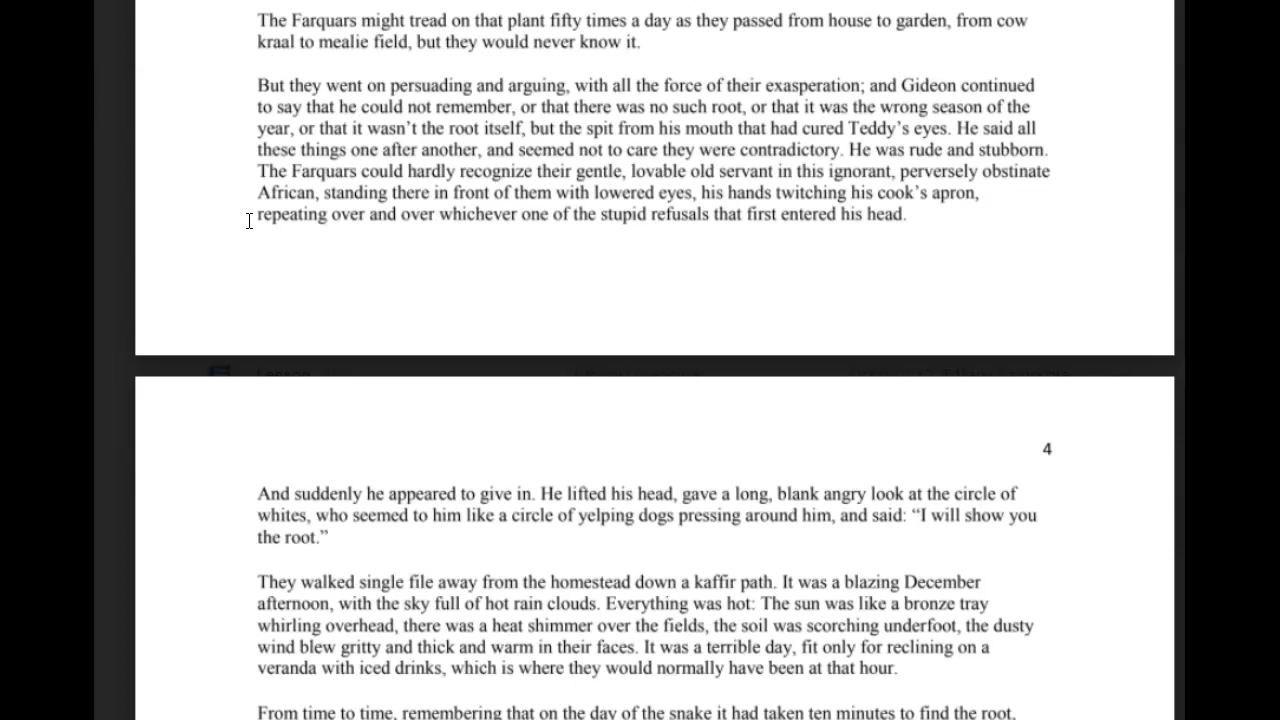 The Farquars might tread on that plant fifty times a day as they passed from house to garden, from cow
kraal to mealie field, but they would never know it.
But they went on persuading and arguing, with all the force of their exasperation; and Gideon continued
to say that he could not remember, or that there was no such root, or that it was the wrong season of the
year, or that it wasn’t the root itself, but the spit from his mouth that had cured Teddy’s eyes. He said all
these things one after another, and seemed not to care they were contradictory. He was rude and stubborn.
The Farquars could hardly recognize their gentle, lovable old servant in this ignorant, perversely obstinate
African, standing there in front of them with lowered eyes, his hands twitching his cook’s apron,
repeating over and over whichever one of the stupid refusals that first entered his head.
Lesson
4
And suddenly he appeared to give in. He lifted his head, gave a long, blank angry look at the circle of
whites, who seemed to him like a circle of yelping dogs pressing around him, and said: “I will show you
the root.”
They walked single file away from the homestead down a kaffir path. It was a blazing December
afternoon, with the sky full of hot rain clouds. Everything was hot: The sun was like a bronze tray
whirling overhead, there was a heat shimmer over the fields, the soil was scorching underfoot, the dusty
wind blew gritty and thick and warm in their faces. It was a terrible day, fit only for reclining on a
veranda with iced drinks, which is where they would normally have been at that hour.
From time to time, remembering that on the day of the snake it had taken ten minutes to find the root,